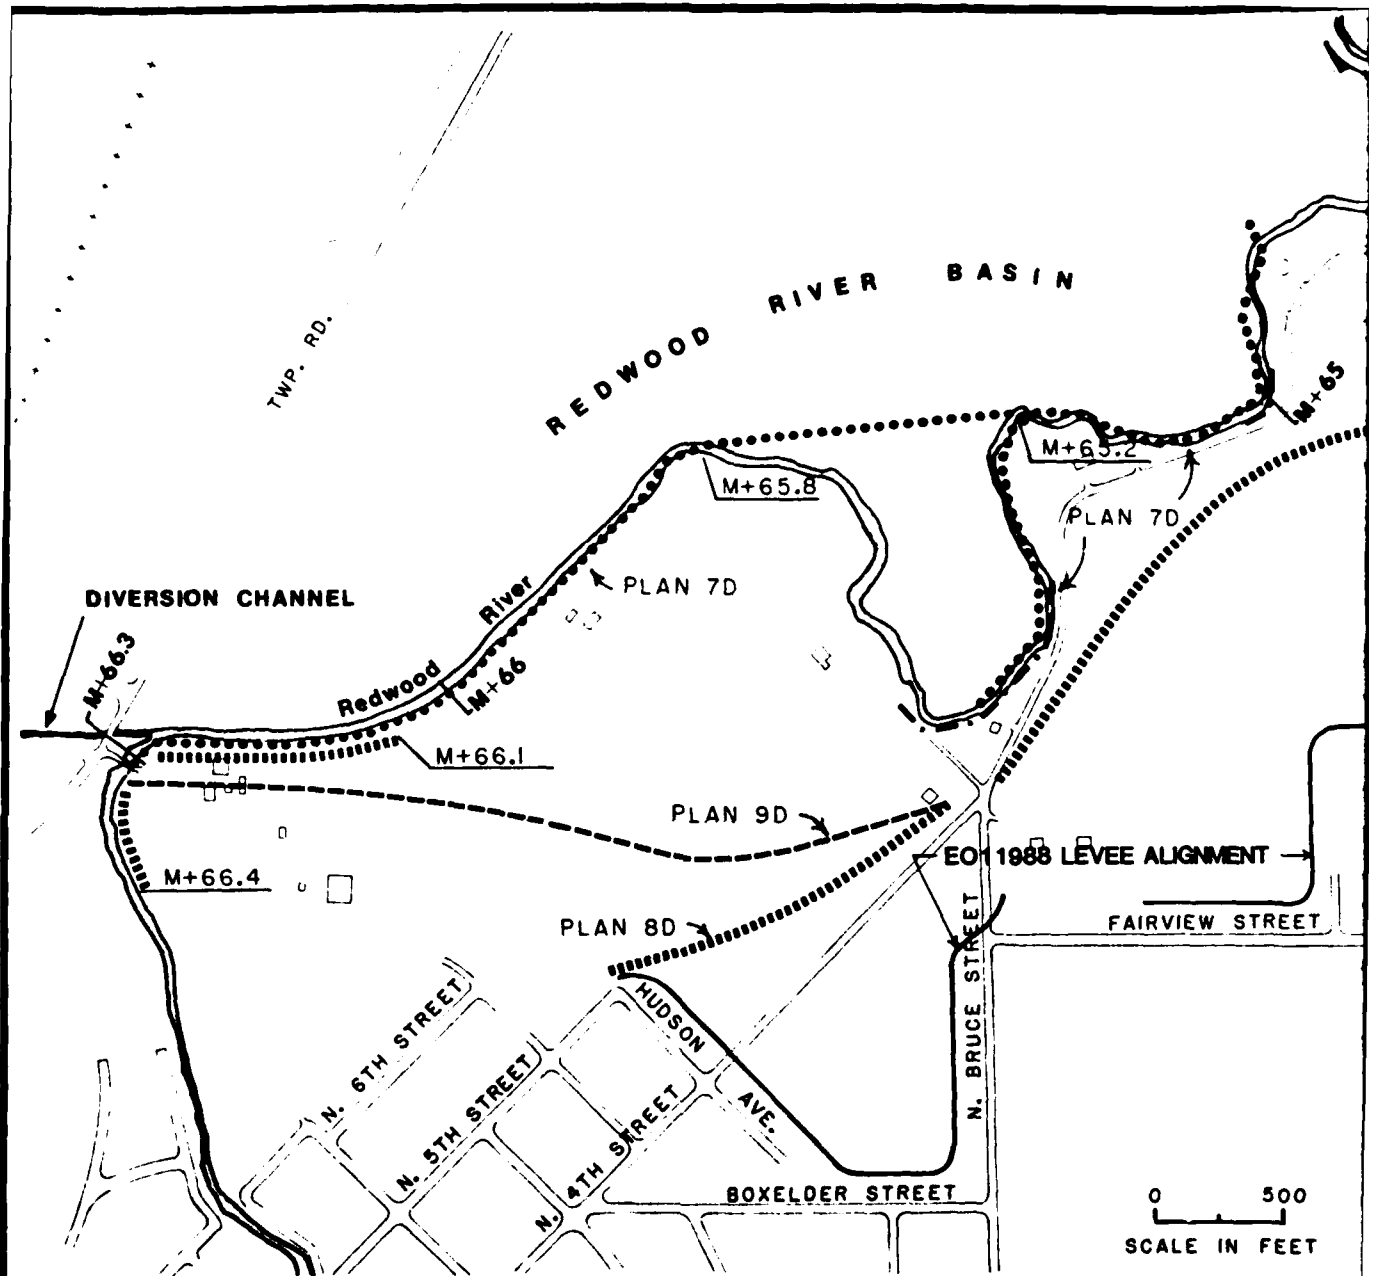 REDWOOD RIVER BASIN
TWP. RD.
M+65
M+65.2
M+65.8
PLAN 7D
PLAN 7D
DIVERSION CHANNEL
M+66.3
Redwood River
M+66
M+66.1
PLAN 9D
EO11988 LEVEE ALIGNMENT
M+66.4
PLAN 8D
FAIRVIEW STREET
N. BRUCE STREET
HUDSON AVE.
N. 6TH STREET
N. 5TH STREET
N. 4TH STREET
BOXELDER STREET
0 500
SCALE IN FEET